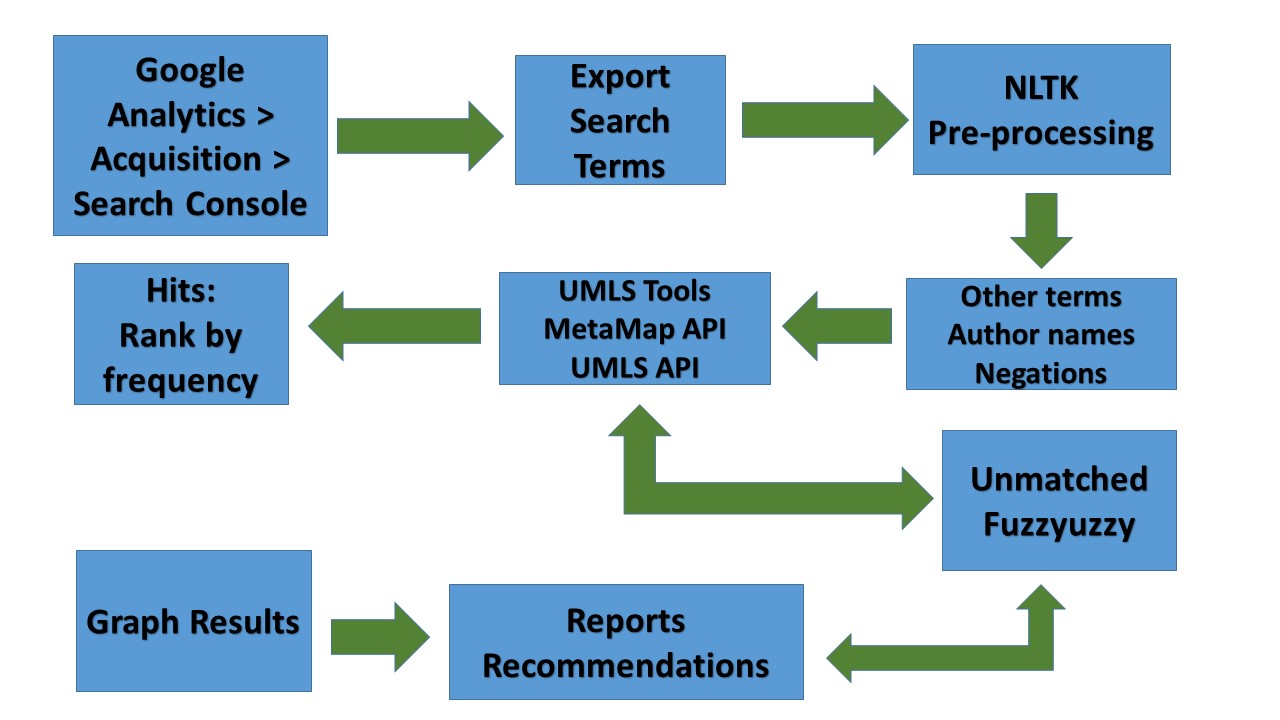 Google
Analytics >
Acquisition >
Search Console
Export
Search
Terms
NLTK
Pre-processing
Hits:
Rank by
frequency
UMLS Tools
MetaMap API
UMLS API
Other terms
Author names
Negations
Unmatched
Fuzzyuzzy
Graph Results
Reports
Recommendations